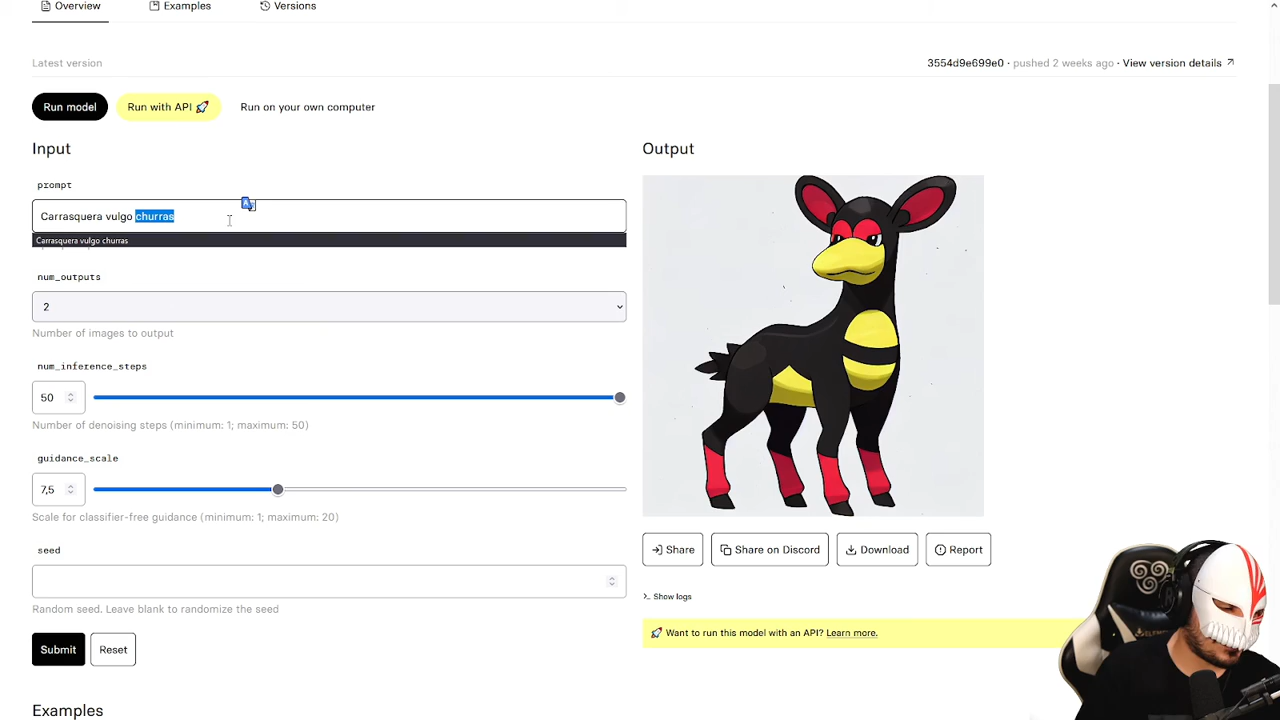 Overview Examples Versions
Latest version
3554d9e699e0 · pushed 2 weeks ago · View version details
Run model Run with API Run on your own computer
Input
prompt
Carrasquera vulgo churras
Carrasquera vulgo churras
num_outputs
2
Number of images to output
num_inference_steps
50
Number of denoising steps (minimum: 1; maximum: 50)
guidance_scale
7,5
Scale for classifier-free guidance (minimum: 1; maximum: 20)
seed
Random seed. Leave blank to randomize the seed
Submit Reset
Examples
Output
Share Share on Discord Download Report
Show logs
Want to run this model with an API? Learn more.